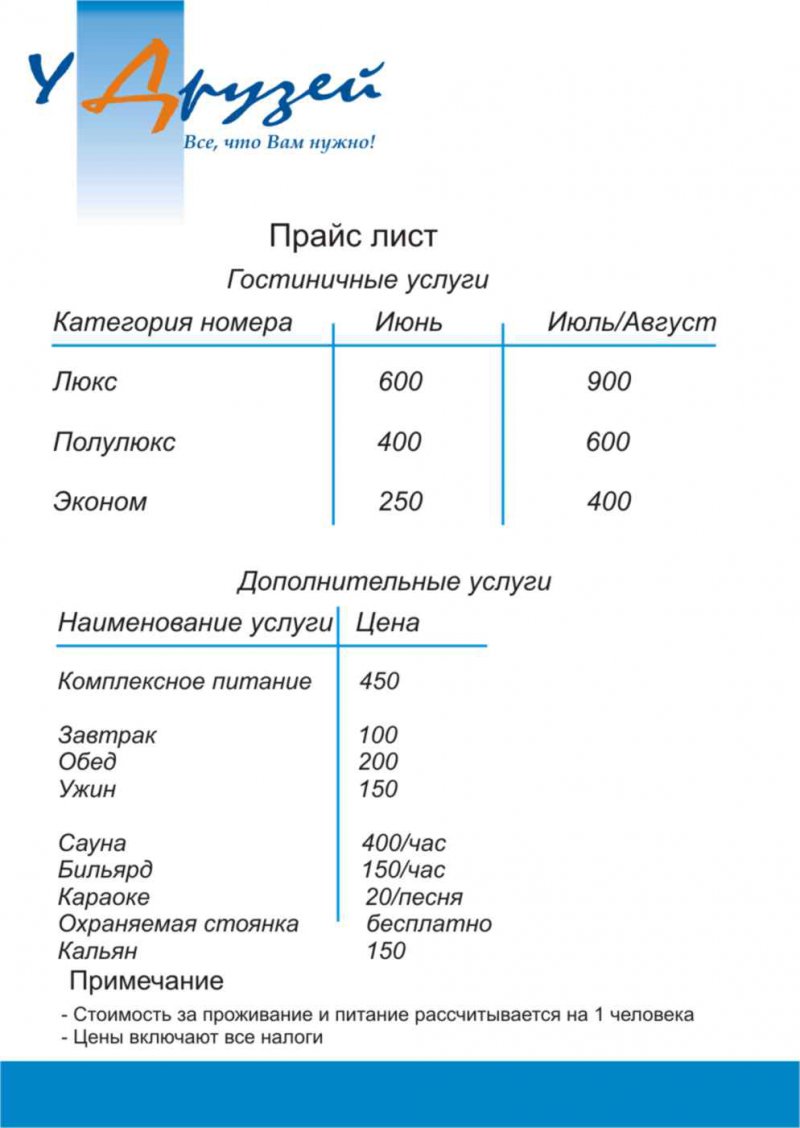 У Друзей
Все, что Вам нужно!
Прайс лист
Гостиничные услуги
Категория номера Июнь Июль/Август
Люкс 600 900
Полулюкс 400 600
Эконом 250 400
Дополнительные услуги
Наименование услуги Цена
Комплексное питание 450
Завтрак 100
Обед 200
Ужин 150
Сауна 400/час
Бильярд 150/час
Караоке 20/песня
Охраняемая стоянка бесплатно
Кальян 150
Примечание
- Стоимость за проживание и питание рассчитывается на 1 человека
- Цены включают все налоги